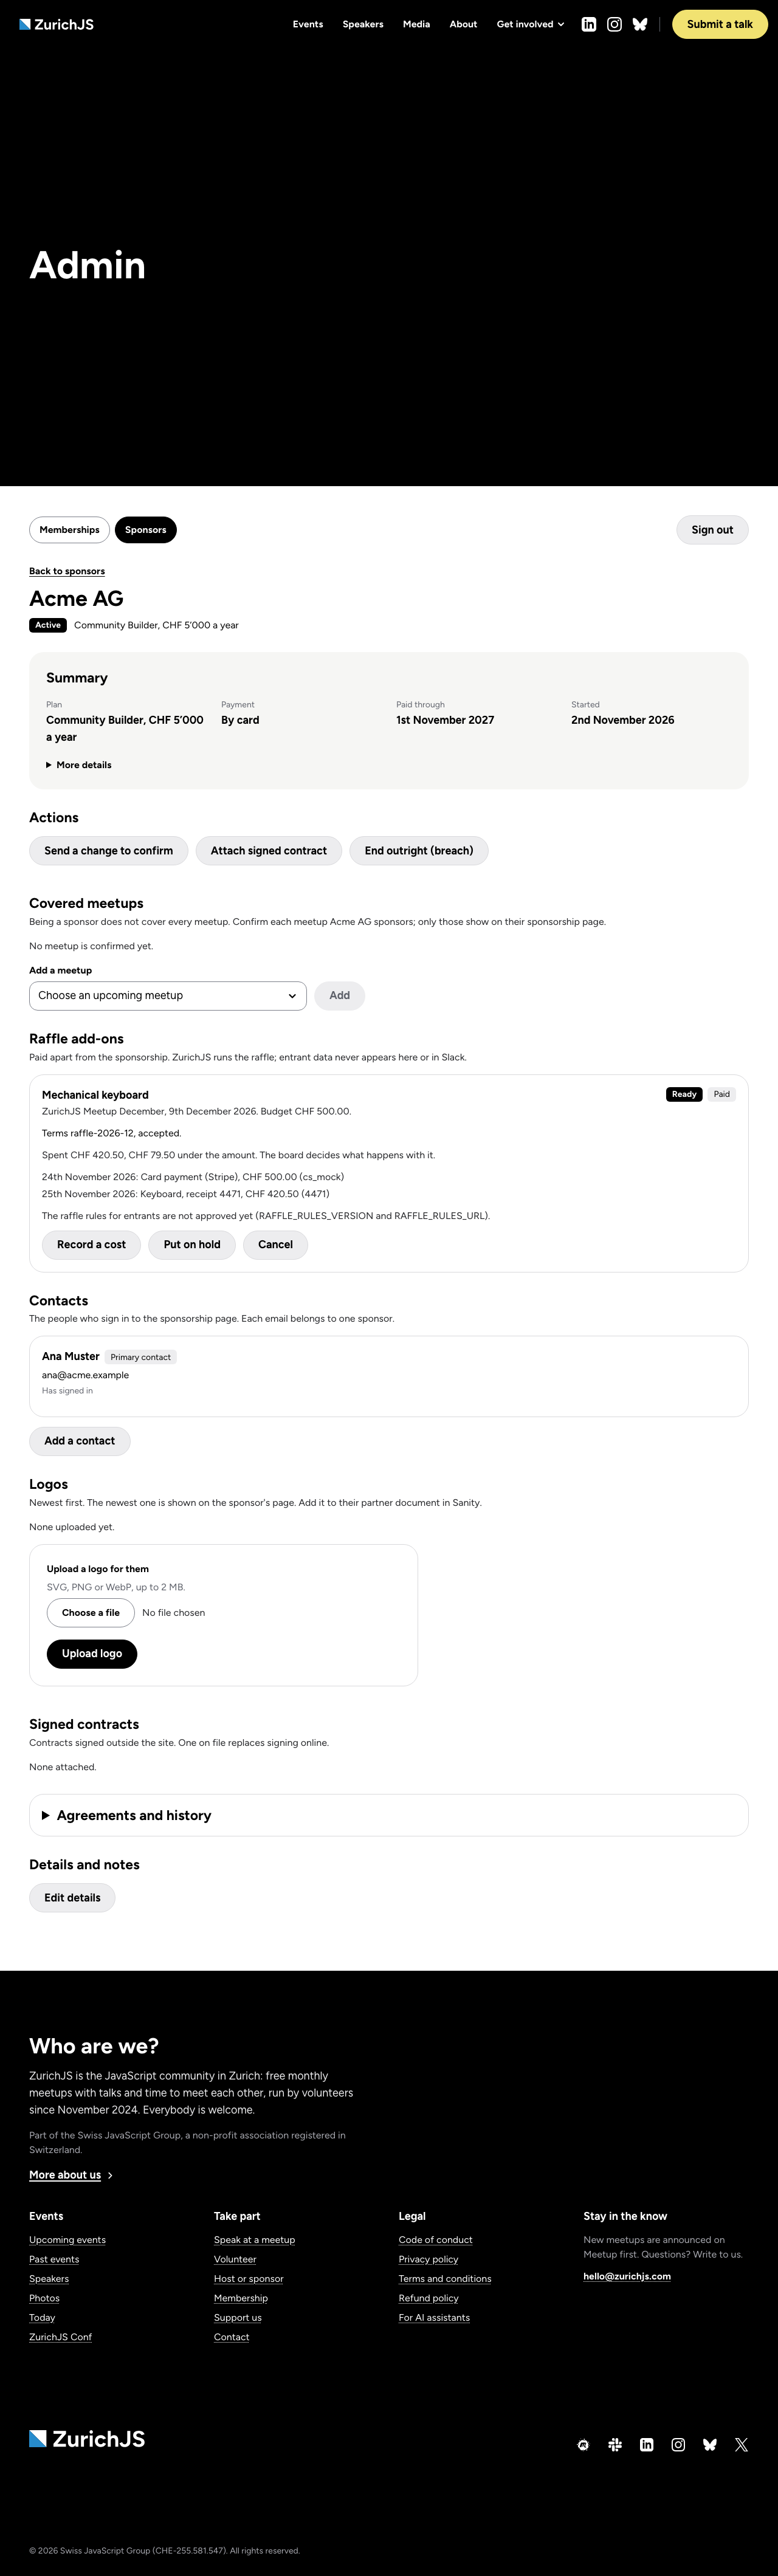 ZurichJS
Events
Speakers
Media
About
Get involved
Submit a talk
Admin
Memberships
Sponsors
Sign out
Back to sponsors
Acme AG
Active
Community Builder, CHF 5’000 a year
Summary
Plan
Community Builder, CHF 5’000
a year
Payment
By card
Paid through
1st November 2027
Started
2nd November 2026
More details
Actions
Send a change to confirm
Attach signed contract
End outright (breach)
Covered meetups
Being a sponsor does not cover every meetup. Confirm each meetup Acme AG sponsors; only those show on their sponsorship page.
No meetup is confirmed yet.
Add a meetup
Choose an upcoming meetup
Add
Raffle add-ons
Paid apart from the sponsorship. ZurichJS runs the raffle; entrant data never appears here or in Slack.
Mechanical keyboard
Ready
Paid
ZurichJS Meetup December, 9th December 2026. Budget CHF 500.00.
Terms raffle-2026-12, accepted.
Spent CHF 420.50, CHF 79.50 under the amount. The board decides what happens with it.
24th November 2026: Card payment (Stripe), CHF 500.00 (cs_mock)
25th November 2026: Keyboard, receipt 4471, CHF 420.50 (4471)
The raffle rules for entrants are not approved yet (RAFFLE_RULES_VERSION and RAFFLE_RULES_URL).
Record a cost
Put on hold
Cancel
Contacts
The people who sign in to the sponsorship page. Each email belongs to one sponsor.
Ana Muster
Primary contact
ana@acme.example
Has signed in
Add a contact
Logos
Newest first. The newest one is shown on the sponsor's page. Add it to their partner document in Sanity.
None uploaded yet.
Upload a logo for them
SVG, PNG or WebP, up to 2 MB.
Choose a file
No file chosen
Upload logo
Signed contracts
Contracts signed outside the site. One on file replaces signing online.
None attached.
Agreements and history
Details and notes
Edit details
Who are we?
ZurichJS is the JavaScript community in Zurich: free monthly
meetups with talks and time to meet each other, run by volunteers
since November 2024. Everybody is welcome.
Part of the Swiss JavaScript Group, a non-profit association registered in
Switzerland.
More about us
Events
Upcoming events
Past events
Speakers
Photos
Today
ZurichJS Conf
Take part
Speak at a meetup
Volunteer
Host or sponsor
Membership
Support us
Contact
Legal
Code of conduct
Privacy policy
Terms and conditions
Refund policy
For AI assistants
Stay in the know
New meetups are announced on
Meetup first. Questions? Write to us.
hello@zurichjs.com
ZurichJS
© 2026 Swiss JavaScript Group (CHE-255.581.547). All rights reserved.